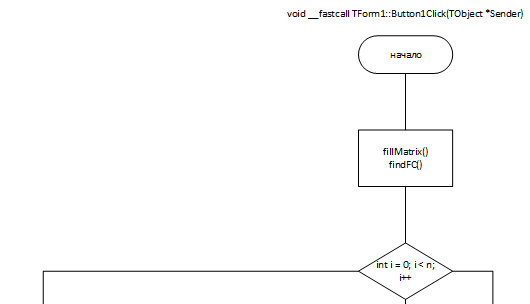 void __fastcall TForm1::Button1Click(TObject *Sender)
начало
fillMatrix()
findFC()
int i = 0; i < n;
i++